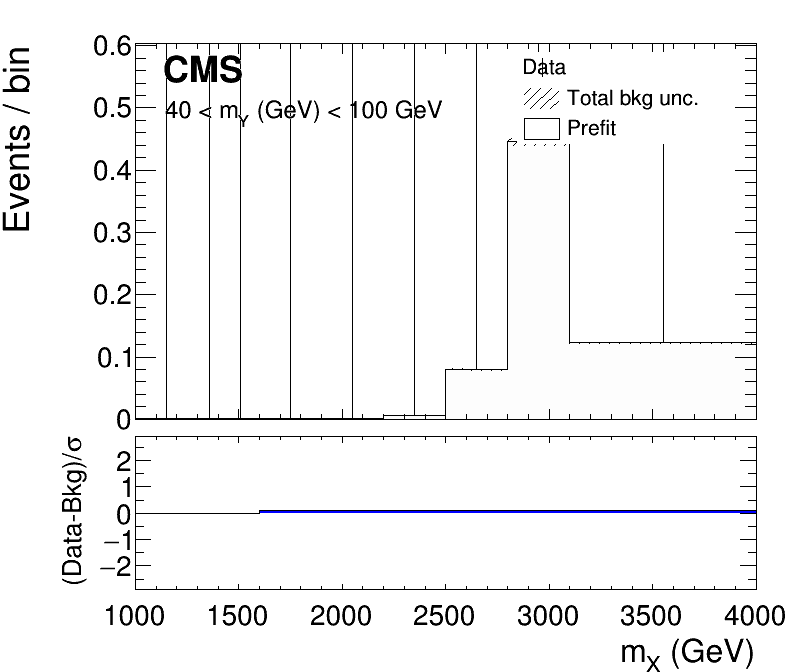 CMS
40 < m_Y (GeV) < 100 GeV
Data
Total bkg unc.
Prefit
Events / bin
0.6
0.5
0.4
0.3
0.2
0.1
0
(Data-Bkg)/σ
2
1
0
−1
−2
1000 1500 2000 2500 3000 3500 4000
m_X (GeV)